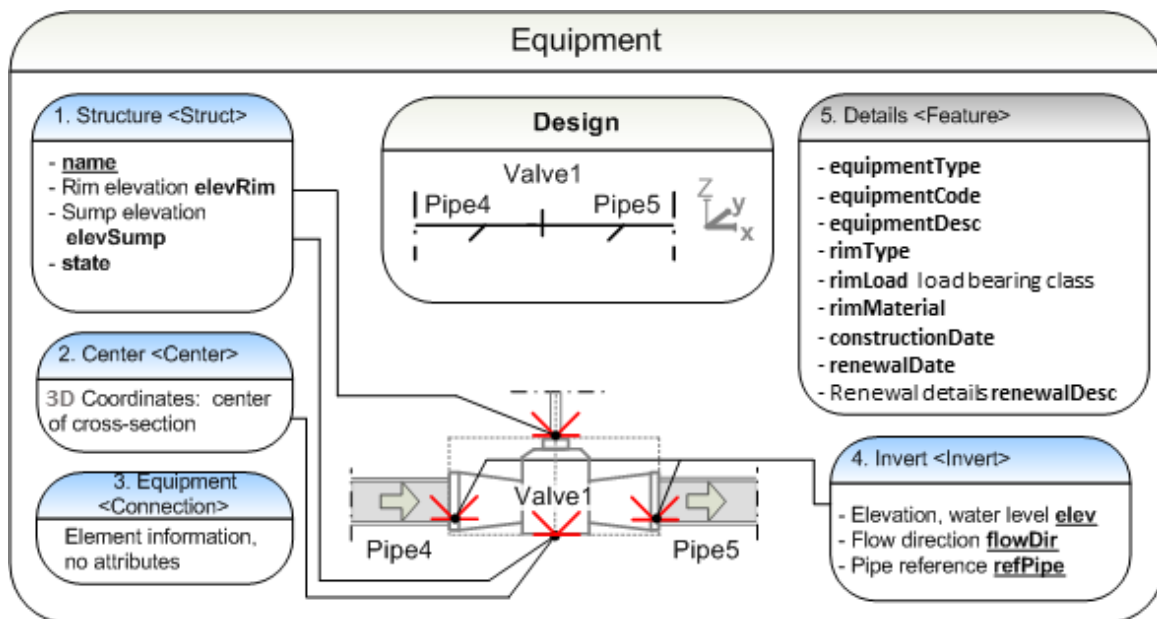 Equipment
1. Structure <Struct>
- name
- Rim elevation elevRim
- Sump elevation
elevSump
- state
2. Center <Center>
3D Coordinates: center
of cross-section
3. Equipment
<Connection>
Element information,
no attributes
Design
Valve1
Pipe4
Pipe5
Z
y
x
5. Details <Feature>
- equipmentType
- equipmentCode
- equipmentDesc
- rimType
- rimLoad load bearing class
- rimMaterial
- constructionDate
- renewalDate
- Renewal details renewalDesc
Valve1
Pipe4
Pipe5
4. Invert <Invert>
- Elevation, water level elev
- Flow direction flowDir
- Pipe reference refPipe